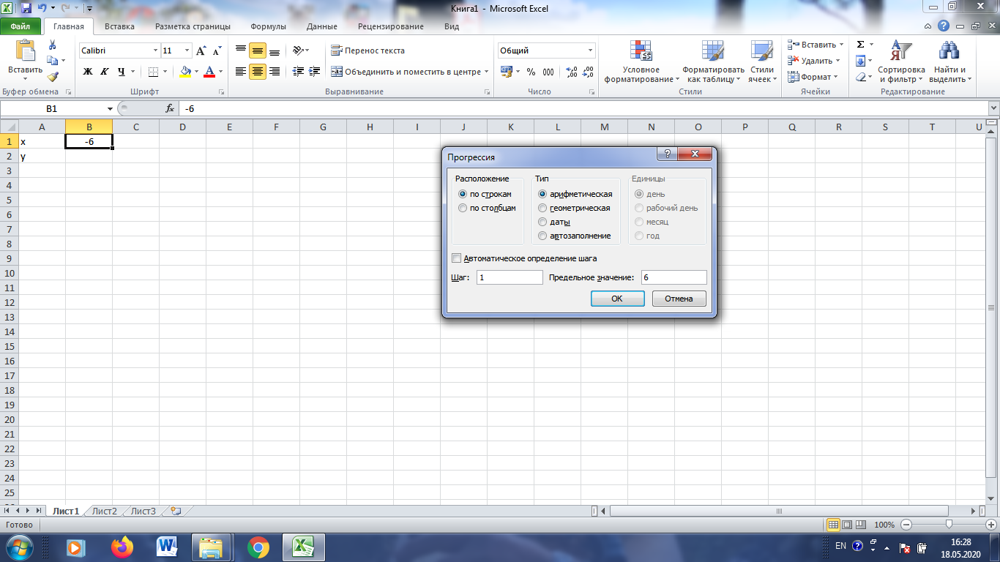 Книга1 - Microsoft Excel
Файл Главная Вставка Разметка страницы Формулы Данные Рецензирование Вид
Вставить
Буфер обмена
Calibri 11
Ж К Ч
Шрифт
Перенос текста
Объединить и поместить в центре
Выравнивание
Общий
% 000
Число
Условное форматирование
Форматировать как таблицу
Стили ячеек
Стили
Вставить
Удалить
Формат
Ячейки
Σ
Сортировка и фильтр
Найти и выделить
Редактирование
B1 fx -6
A B C D E F G H I J K L M N O P Q R S T U
1 x -6
2 y
3
4
5
6
7
8
9
10
11
12
13
14
15
16
17
18
19
20
21
22
23
24
25
Прогрессия
Расположение
по строкам
по столбцам
Тип
арифметическая
геометрическая
даты
автозаполнение
Единицы
день
рабочий день
месяц
год
Автоматическое определение шага
Шаг: 1 Предельное значение: 6
ОК Отмена
Лист1 Лист2 Лист3
Готово 100%
EN 16:28
18.05.2020